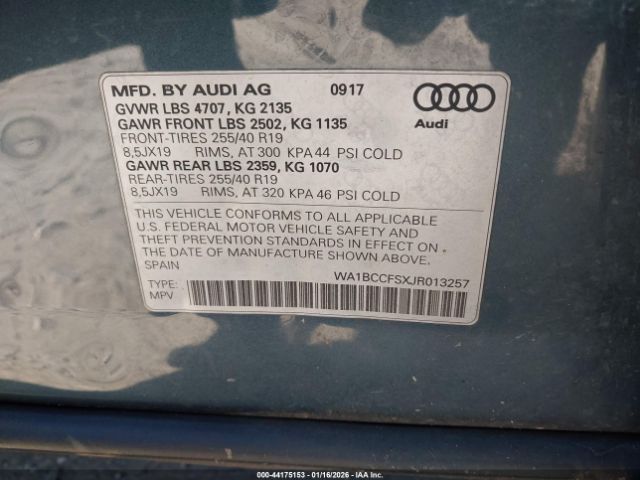 MFD. BY AUDI AG 0917
GVWR LBS 4707, KG 2135
GAWR FRONT LBS 2502, KG 1135
FRONT-TIRES 255/40 R19
8,5JX19 RIMS, AT 300 KPA 44 PSI COLD
GAWR REAR LBS 2359, KG 1070
REAR-TIRES 255/40 R19
8,5JX19 RIMS, AT 320 KPA 46 PSI COLD
Audi
THIS VEHICLE CONFORMS TO ALL APPLICABLE
U.S. FEDERAL MOTOR VEHICLE SAFETY AND
THEFT PREVENTION STANDARDS IN EFFECT ON
THE DATE OF MANUFACTURE SHOWN ABOVE.
SPAIN
WA1BCCFSXJR013257
TYPE:
MPV
000-44175153 - 01/16/2026 - IAAI.COM